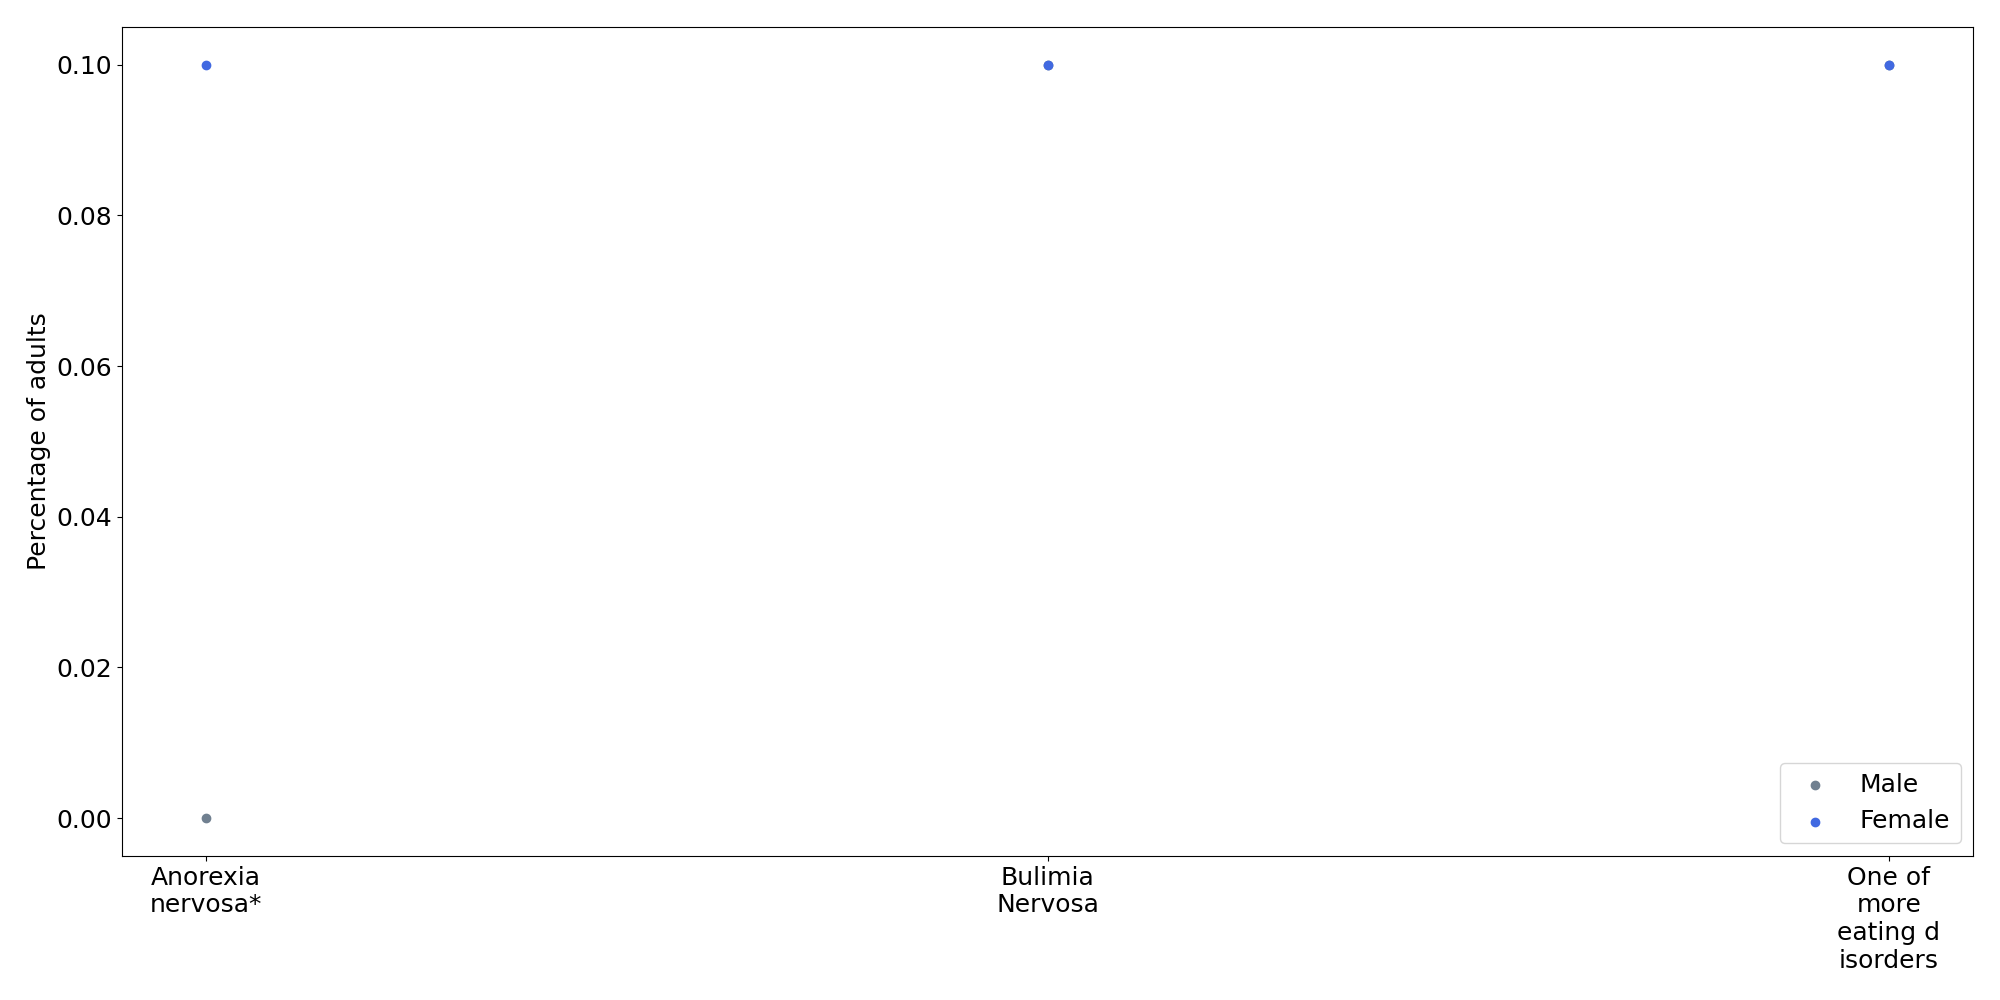 0.10
0.08
0.06
0.04
0.02
0.00
Percentage of adults
Male
Female
Anorexia
nervosa*
Bulimia
Nervosa
One of
more
eating d
isorders